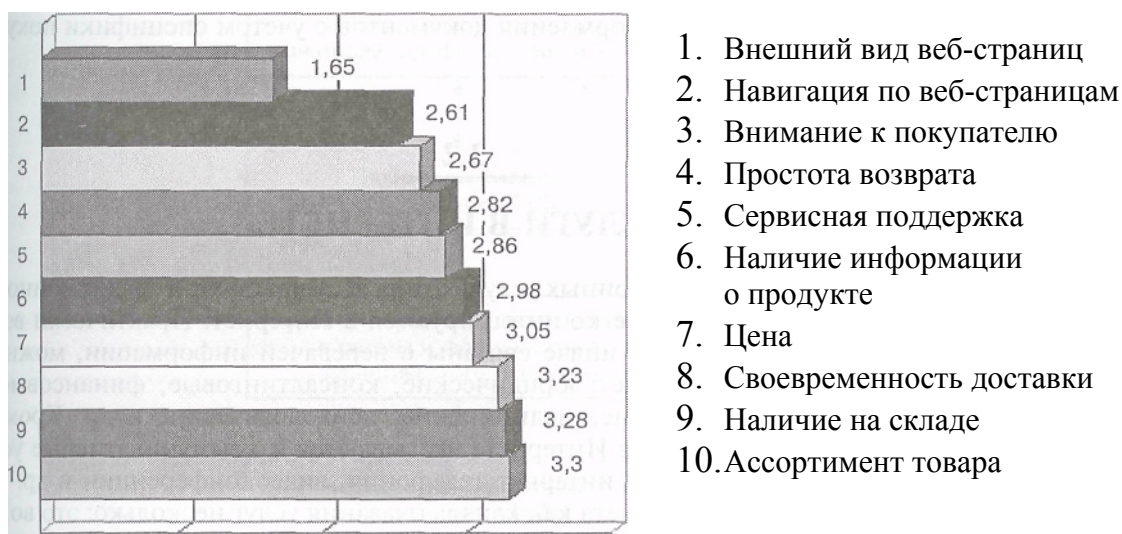 1
1,65
2
2,61
3
2,67
4
2,82
5
2,86
6
2,98
7
3,05
8
3,23
9
3,28
10
3,3
1. Внешний вид веб-страниц
2. Навигация по веб-страницам
3. Внимание к покупателю
4. Простота возврата
5. Сервисная поддержка
6. Наличие информации
о продукте
7. Цена
8. Своевременность доставки
9. Наличие на складе
10. Ассортимент товара